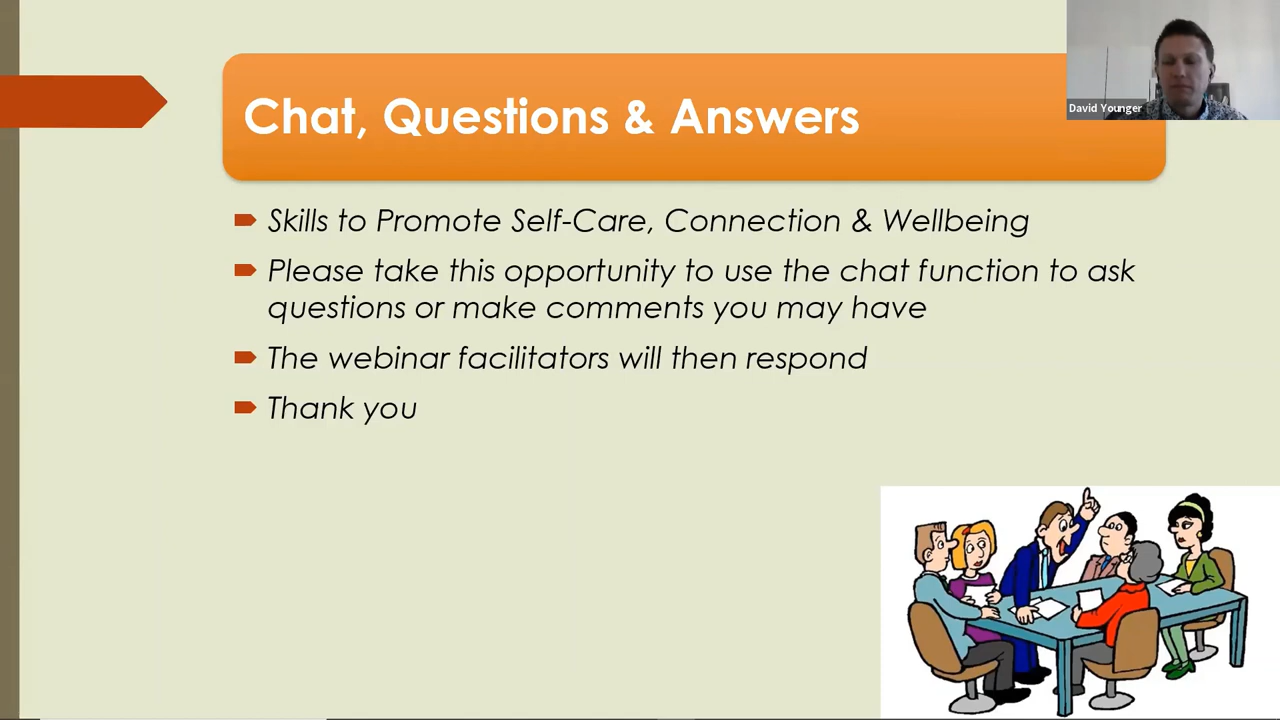 David Younger
Chat, Questions & Answers
Skills to Promote Self-Care, Connection & Wellbeing
Please take this opportunity to use the chat function to ask
questions or make comments you may have
The webinar facilitators will then respond
Thank you